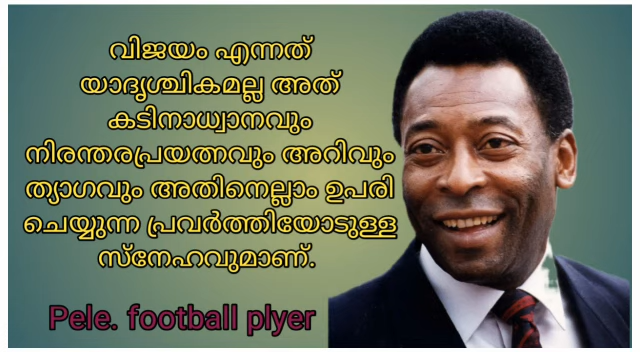 വിജയം എന്നത്
യാദൃശ്ചികമല്ല അത്
കടിനാധ്വാനവും
നിരന്തരപ്രയത്നവും അറിവും
ത്യാഗവും അതിനെല്ലാം ഉപരി
ചെയ്യുന്ന പ്രവർത്തിയോടുള്ള
സ്നേഹവുമാണ്.
Pele. football plyer